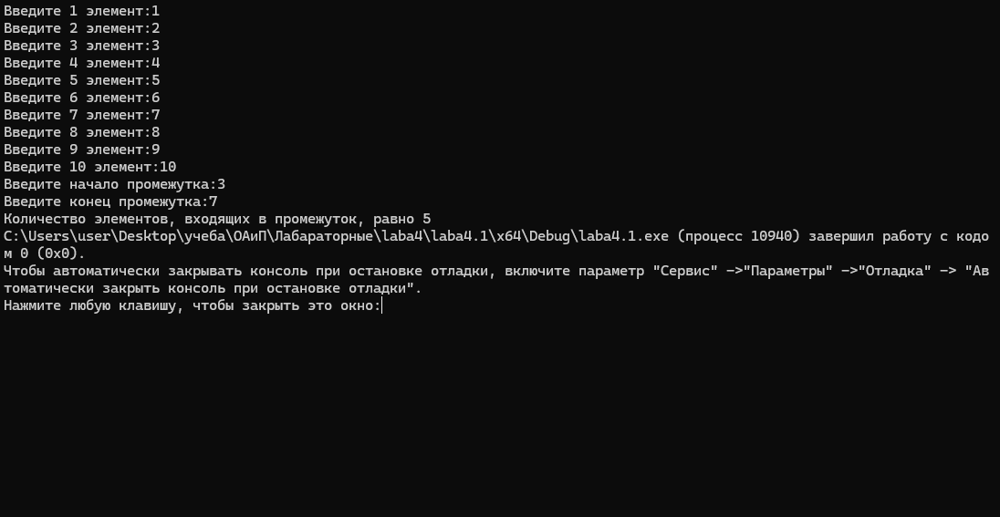 Введите 1 элемент:1
Введите 2 элемент:2
Введите 3 элемент:3
Введите 4 элемент:4
Введите 5 элемент:5
Введите 6 элемент:6
Введите 7 элемент:7
Введите 8 элемент:8
Введите 9 элемент:9
Введите 10 элемент:10
Введите начало промежутка:3
Введите конец промежутка:7
Количество элементов, входящих в промежуток, равно 5
C:\Users\user\Desktop\учеба\ОАиП\Лабараторные\laba4\laba4.1\x64\Debug\laba4.1.exe (процесс 10940) завершил работу с кодо
м 0 (0x0).
Чтобы автоматически закрывать консоль при остановке отладки, включите параметр "Сервис" ->"Параметры" ->"Отладка" -> "Ав
томатически закрыть консоль при остановке отладки".
Нажмите любую клавишу, чтобы закрыть это окно: